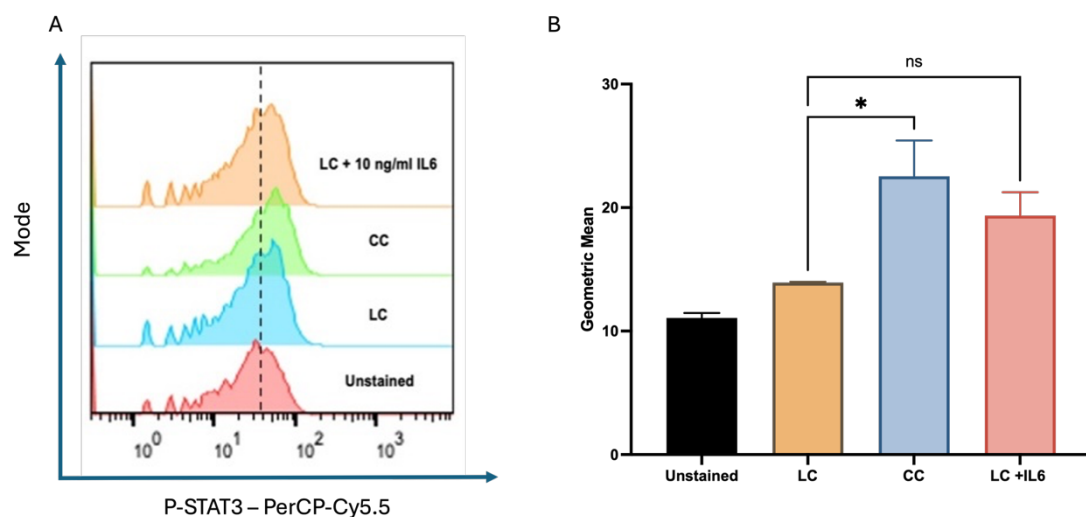 A
Mode
LC + 10 ng/ml IL6
CC
LC
Unstained
10⁰ 10¹ 10² 10³
P-STAT3 – PerCP-Cy5.5
B
ns
*
Geometric Mean
30
20
10
0
Unstained LC CC LC +IL6